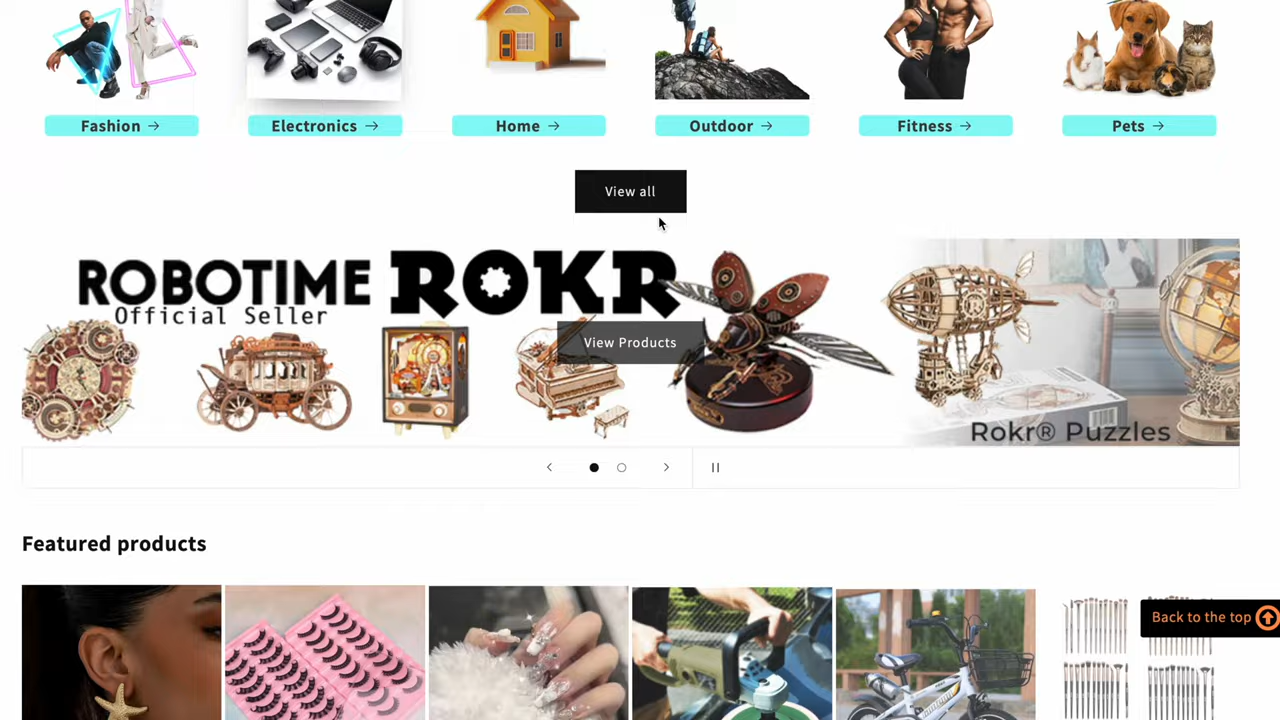 Fashion →
Electronics →
Home →
Outdoor →
Fitness →
Pets →
View all
ROBOTIME ROKR
Official Seller
View Products
Rokr® Puzzles
Featured products
Back to the top